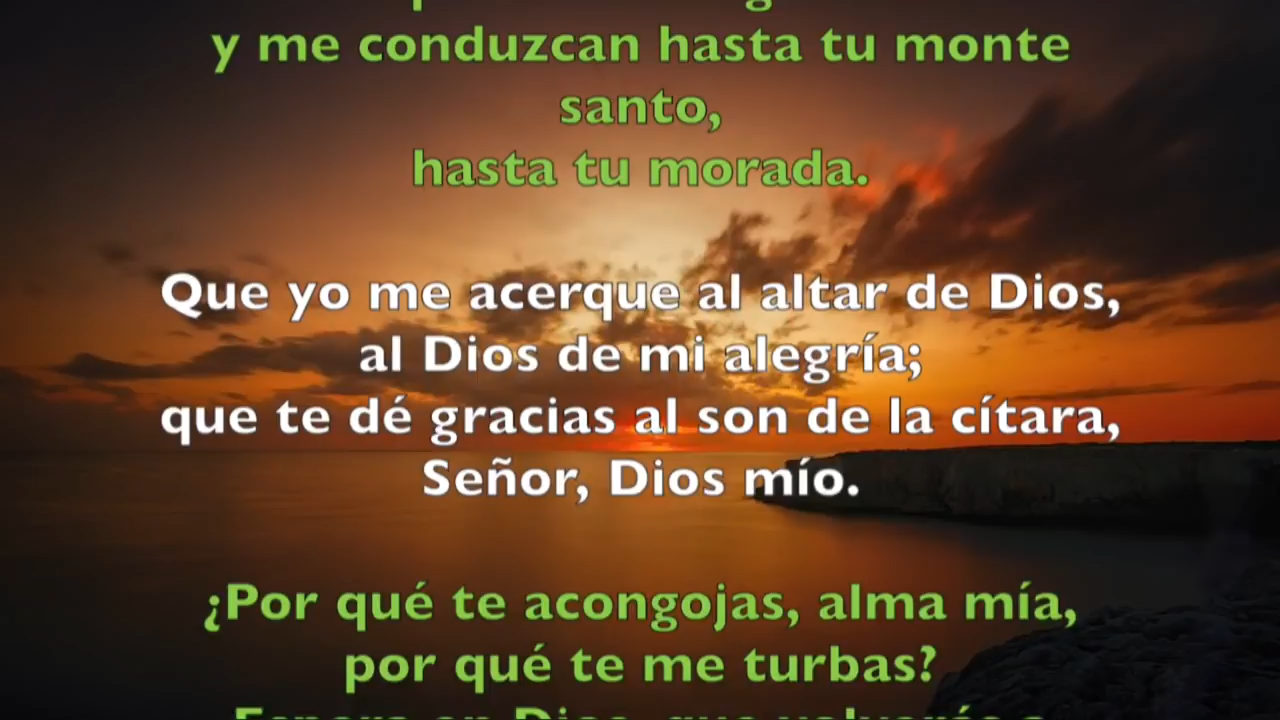 y me conduzcan hasta tu monte
santo,
hasta tu morada.
Que yo me acerque al altar de Dios,
al Dios de mi alegría;
que te dé gracias al son de la cítara,
Señor, Dios mío.
¿Por qué te acongojas, alma mía,
por qué te me turbas?